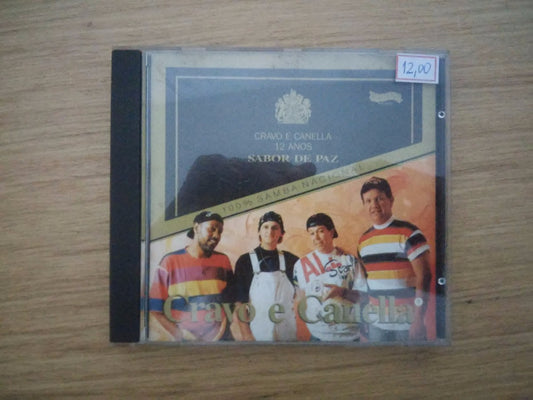 12,00
CRAVO E CANELLA
12 ANOS
SABOR DE PAZ
100% SAMBA NACIONAL
Cravo e Canella